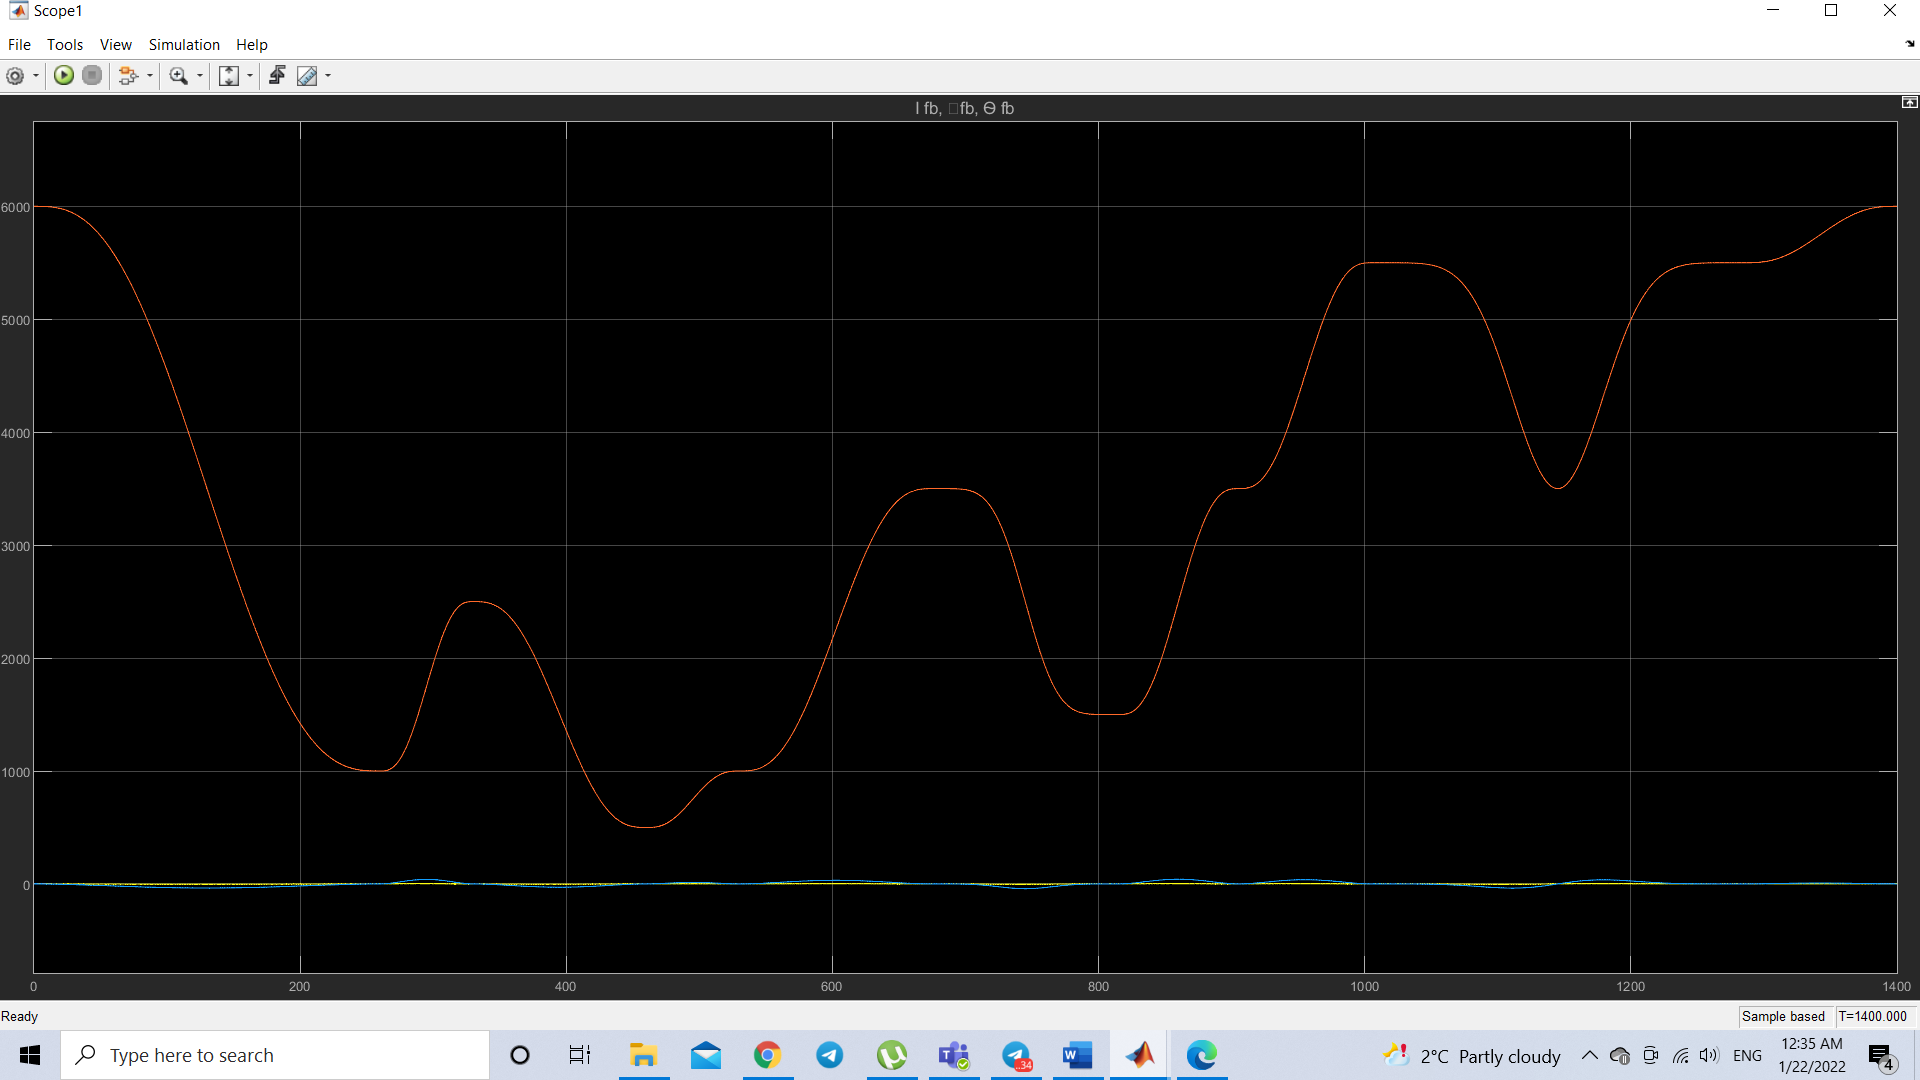 Scope1
File Tools View Simulation Help
I fb, □fb, Θ fb
6000
5000
4000
3000
2000
1000
0
0 200 400 600 800 1000 1200 1400
Ready
Sample based T=1400.000
Type here to search
..34
2°C Partly cloudy
ENG
12:35 AM
1/22/2022
4